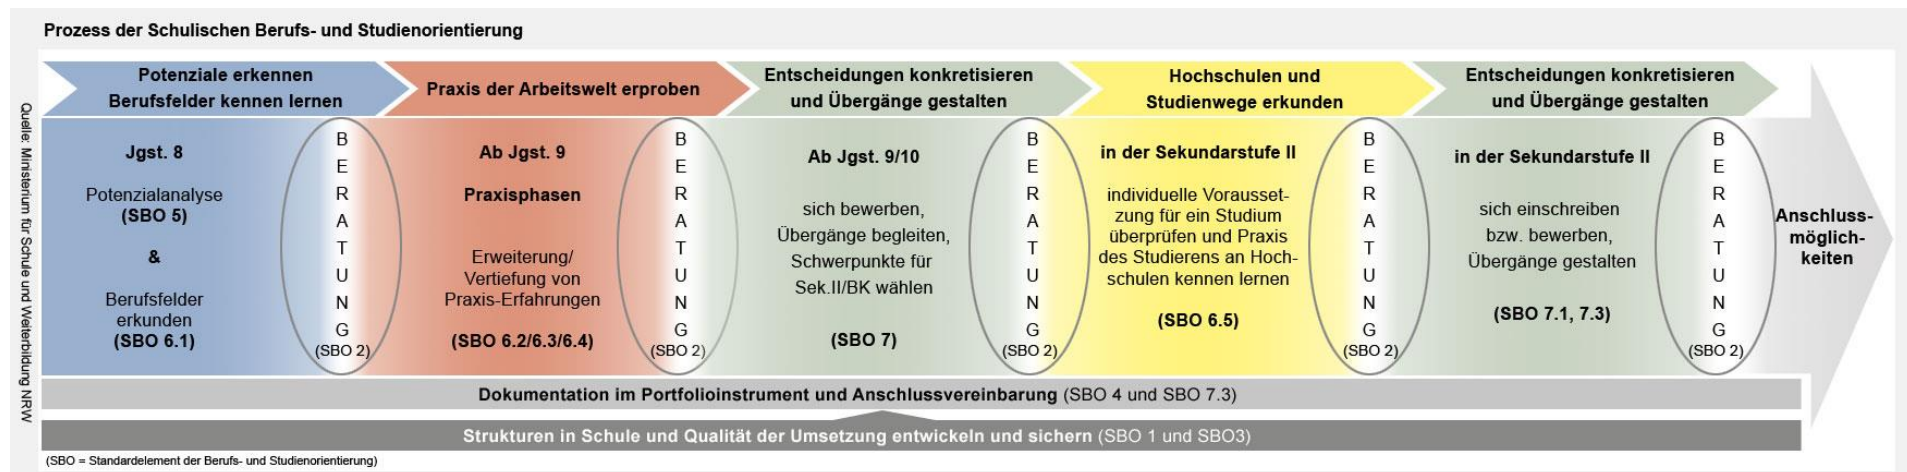 Prozess der Schulischen Berufs- und Studienorientierung
Potenziale erkennen
Berufsfelder kennen lernen
Praxis der Arbeitswelt erproben
Entscheidungen konkretisieren
und Übergänge gestalten
Hochschulen und
Studienwege erkunden
Entscheidungen konkretisieren
und Übergänge gestalten
Quelle: Ministerium für Schule und Weiterbildung NRW
Jgst. 8
Potenzialanalyse
(SBO 5)
&
Berufsfelder
erkunden
(SBO 6.1)
BERATUNG
(SBO 2)
Ab Jgst. 9
Praxisphasen
Erweiterung/
Vertiefung von
Praxis-Erfahrungen
(SBO 6.2/6.3/6.4)
BERATUNG
(SBO 2)
Ab Jgst. 9/10
sich bewerben,
Übergänge begleiten,
Schwerpunkte für
Sek.II/BK wählen
(SBO 7)
BERATUNG
(SBO 2)
in der Sekundarstufe II
individuelle Vorausset-
zung für ein Studium
überprüfen und Praxis
des Studierens an Hoch-
schulen kennen lernen
(SBO 6.5)
BERATUNG
(SBO 2)
in der Sekundarstufe II
sich einschreiben
bzw. bewerben,
Übergänge gestalten
(SBO 7.1, 7.3)
BERATUNG
(SBO 2)
Anschluss-
möglich-
keiten
Dokumentation im Portfolioinstrument und Anschlussvereinbarung (SBO 4 und SBO 7.3)
Strukturen in Schule und Qualität der Umsetzung entwickeln und sichern (SBO 1 und SBO3)
(SBO = Standardelement der Berufs- und Studienorientierung)